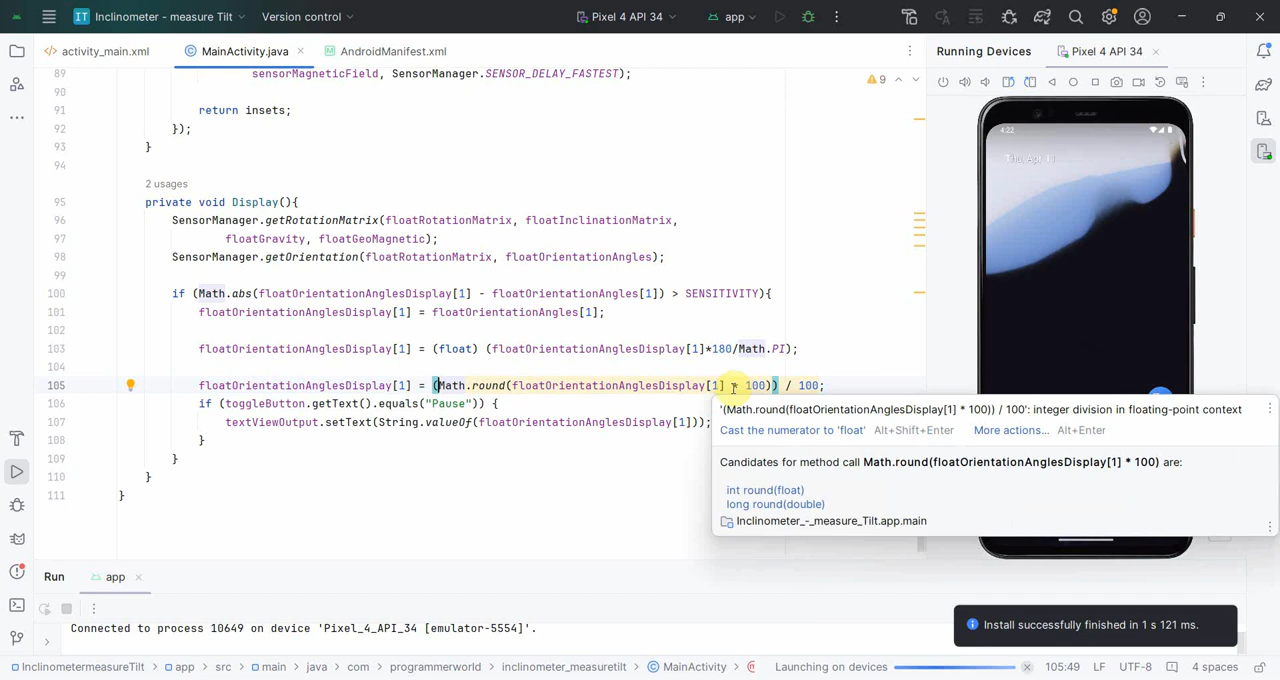 IT Inclinometer - measure Tilt Version control Pixel 4 API 34 app
activity_main.xml MainActivity.java AndroidManifest.xml Running Devices Pixel 4 API 34
89 sensorMagneticField, SensorManager.SENSOR_DELAY_FASTEST);
9
90
91 return insets;
92 });
93 }
94
2 usages
95 private void Display(){
96 SensorManager.getRotationMatrix(floatRotationMatrix, floatInclinationMatrix,
97 floatGravity, floatGeoMagnetic);
98 SensorManager.getOrientation(floatRotationMatrix, floatOrientationAngles);
99
100 if (Math.abs(floatOrientationAnglesDisplay[1] - floatOrientationAngles[1]) > SENSITIVITY){
101 floatOrientationAnglesDisplay[1] = floatOrientationAngles[1];
102
103 floatOrientationAnglesDisplay[1] = (float) (floatOrientationAnglesDisplay[1]*180/Math.PI);
104
105 floatOrientationAnglesDisplay[1] = (Math.round(floatOrientationAnglesDisplay[1] * 100)) / 100;
106 if (toggleButton.getText().equals("Pause")) {
107 textViewOutput.setText(String.valueOf(floatOrientationAnglesDisplay[1]));
108 }
109 }
110 }
111 }
4:22
Thu, Apr 11
'(Math.round(floatOrientationAnglesDisplay[1] * 100)) / 100': integer division in floating-point context
Cast the numerator to 'float' Alt+Shift+Enter More actions... Alt+Enter
Candidates for method call Math.round(floatOrientationAnglesDisplay[1] * 100) are:
int round(float)
long round(double)
Inclinometer_-_measure_Tilt.app.main
Run app
Connected to process 10649 on device 'Pixel_4_API_34 [emulator-5554]'.
Install successfully finished in 1 s 121 ms.
InclinometermeasureTilt > app > src > main > java > com > programmerworld > inclinometer_measuretilt > MainActivity > Launching on devices 105:49 LF UTF-8 4 spaces